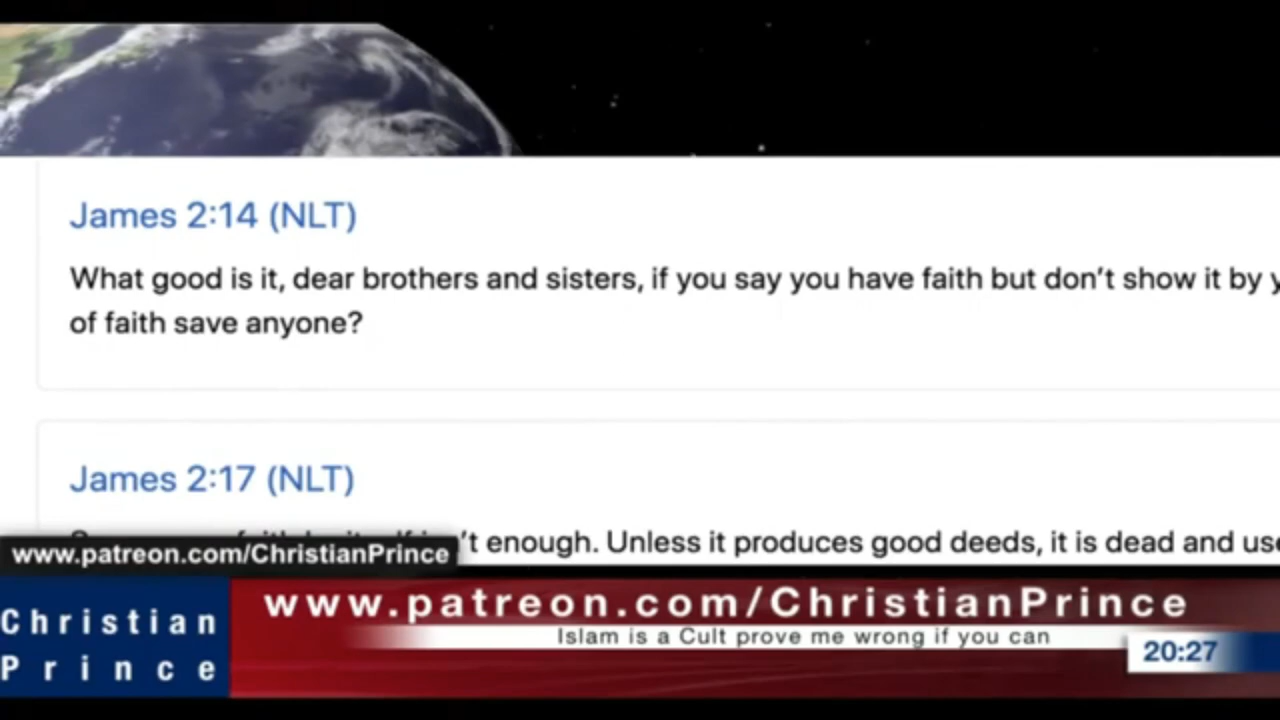 James 2:14 (NLT)
What good is it, dear brothers and sisters, if you say you have faith but don't show it by
of faith save anyone?
James 2:17 (NLT)
enough. Unless it produces good deeds, it is dead and
www.patreon.com/ChristianPrince
www.patreon.com/ChristianPrince
Islam is a Cult prove me wrong if you can
Christian
Prince
20:27